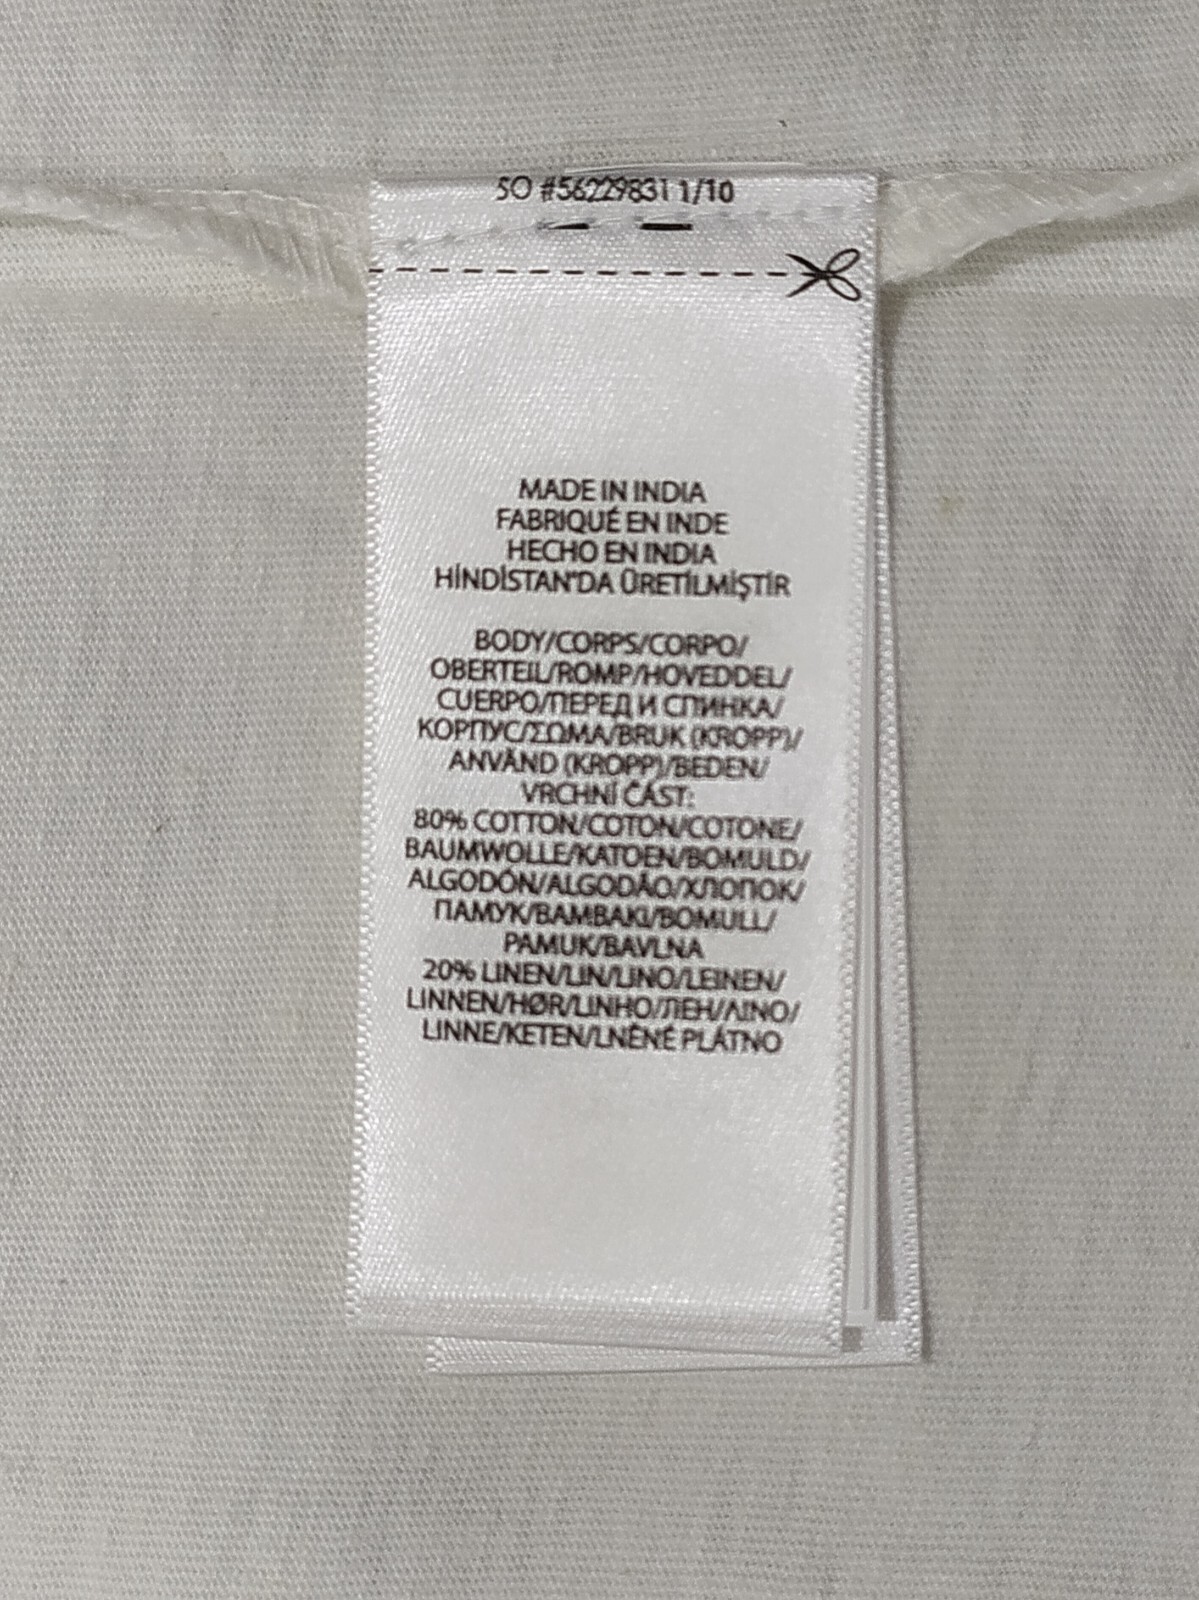 SO #56229831 1/10
MADE IN INDIA
FABRIQUÉ EN INDE
HECHO EN INDIA
HİNDİSTAN'DA ÜRETİLMİŞTİR
BODY/CORPS/CORPO/
OBERTEIL/ROMP/HOVEDDEL/
CUERPO/ПЕРЕД И СПИНКА/
КОРПУС/ΣΩΜΑ/BRUK (KROPP)/
ANVÄND (KROPP)/BEDEN/
VRCHNÍ ČÁST:
80% COTTON/COTON/COTONE/
BAUMWOLLE/KATOEN/BOMULD/
ALGODÓN/ALGODÃO/ХЛОПОК/
ПАМУК/ΒΑΜΒΑΚΙ/BOMULL/
PAMUK/BAVLNA
20% LINEN/LIN/LINO/LEINEN/
LINNEN/HØR/LINHO/ЛЕН/ΛΙΝΟ/
LINNE/KETEN/LNĚNÉ PLÁTNO